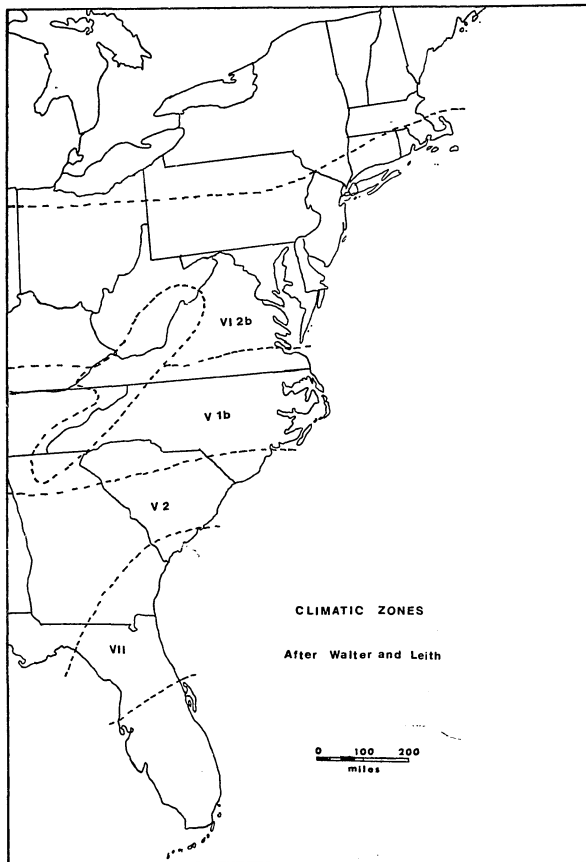 VI 2b
V 1b
V 2
VII
CLIMATIC ZONES
After Walter and Leith
0 100 200
miles